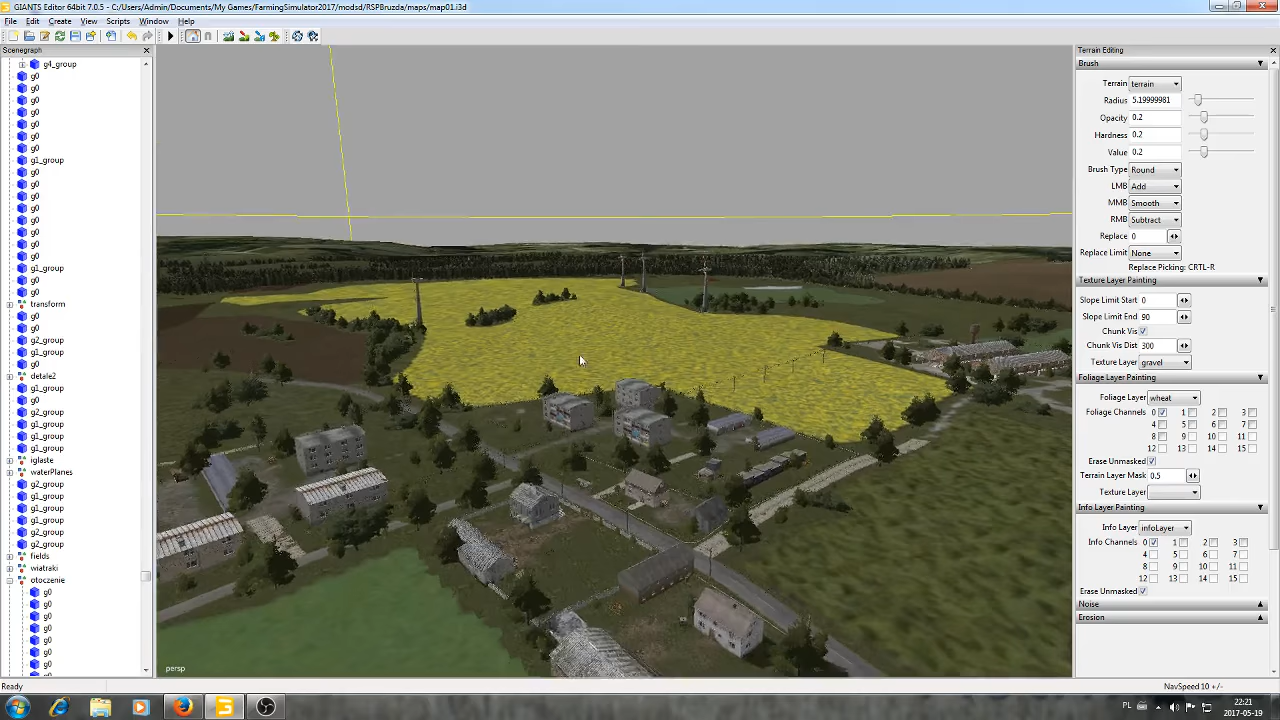 GIANTS Editor 64bit 7.0.5 - C:/Users/Admin/Documents/My Games/FarmingSimulator2017/modsd/RSPBruzda/maps/map01.i3d
File Edit Create View Scripts Window Help
Scenegraph
g4_group
g0
g0
g0
g0
g0
g0
g0
g1_group
g0
g0
g0
g0
g0
g0
g0
g0
g1_group
g0
g0
transform
g0
g0
g2_group
g1_group
g0
detale2
g1_group
g0
g2_group
g1_group
g1_group
g1_group
iglaste
waterPlanes
g2_group
g1_group
g1_group
g1_group
g2_group
g2_group
fields
wiatraki
otoczenie
g0
g0
g0
g0
g0
g0
g0
persp
Terrain Editing
Brush
Terrain terrain
Radius 5.19999981
Opacity 0.2
Hardness 0.2
Value 0.2
Brush Type Round
LMB Add
MMB Smooth
RMB Subtract
Replace 0
Replace Limit None
Replace Picking: CRTL-R
Texture Layer Painting
Slope Limit Start 0
Slope Limit End 90
Chunk Vis
Chunk Vis Dist 300
Texture Layer gravel
Foliage Layer Painting
Foliage Layer wheat
Foliage Channels 0 1 2 3
4 5 6 7
8 9 10 11
12 13 14 15
Erase Unmasked
Terrain Layer Mask 0.5
Texture Layer
Info Layer Painting
Info Layer infoLayer
Info Channels 0 1 2 3
4 5 6 7
8 9 10 11
12 13 14 15
Erase Unmasked
Noise
Erosion
Ready
NavSpeed 10 +/-
PL
22:21
2017-05-19